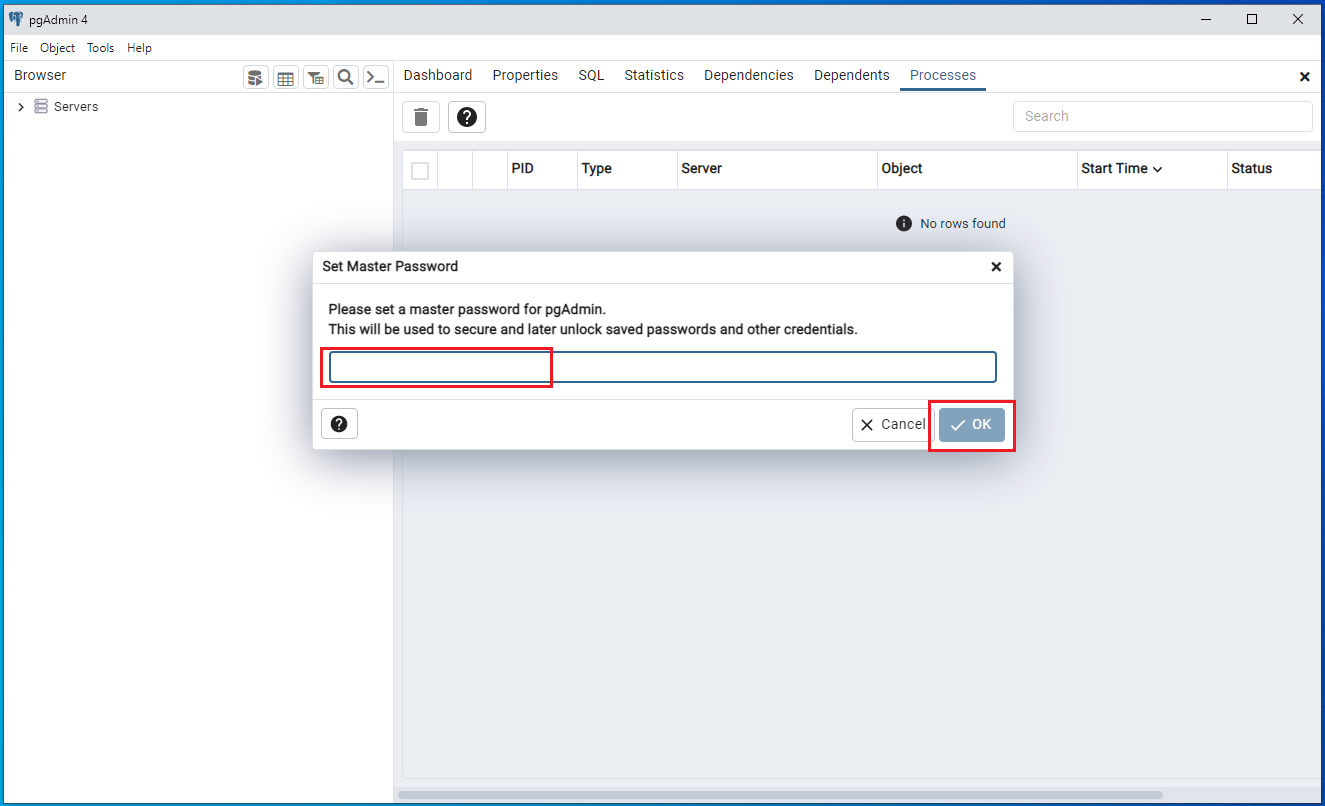 pgAdmin 4
File Object Tools Help
Browser
Dashboard Properties SQL Statistics Dependencies Dependents Processes
Servers
Search
PID Type Server Object Start Time Status
No rows found
Set Master Password
Please set a master password for pgAdmin.
This will be used to secure and later unlock saved passwords and other credentials.
Cancel OK